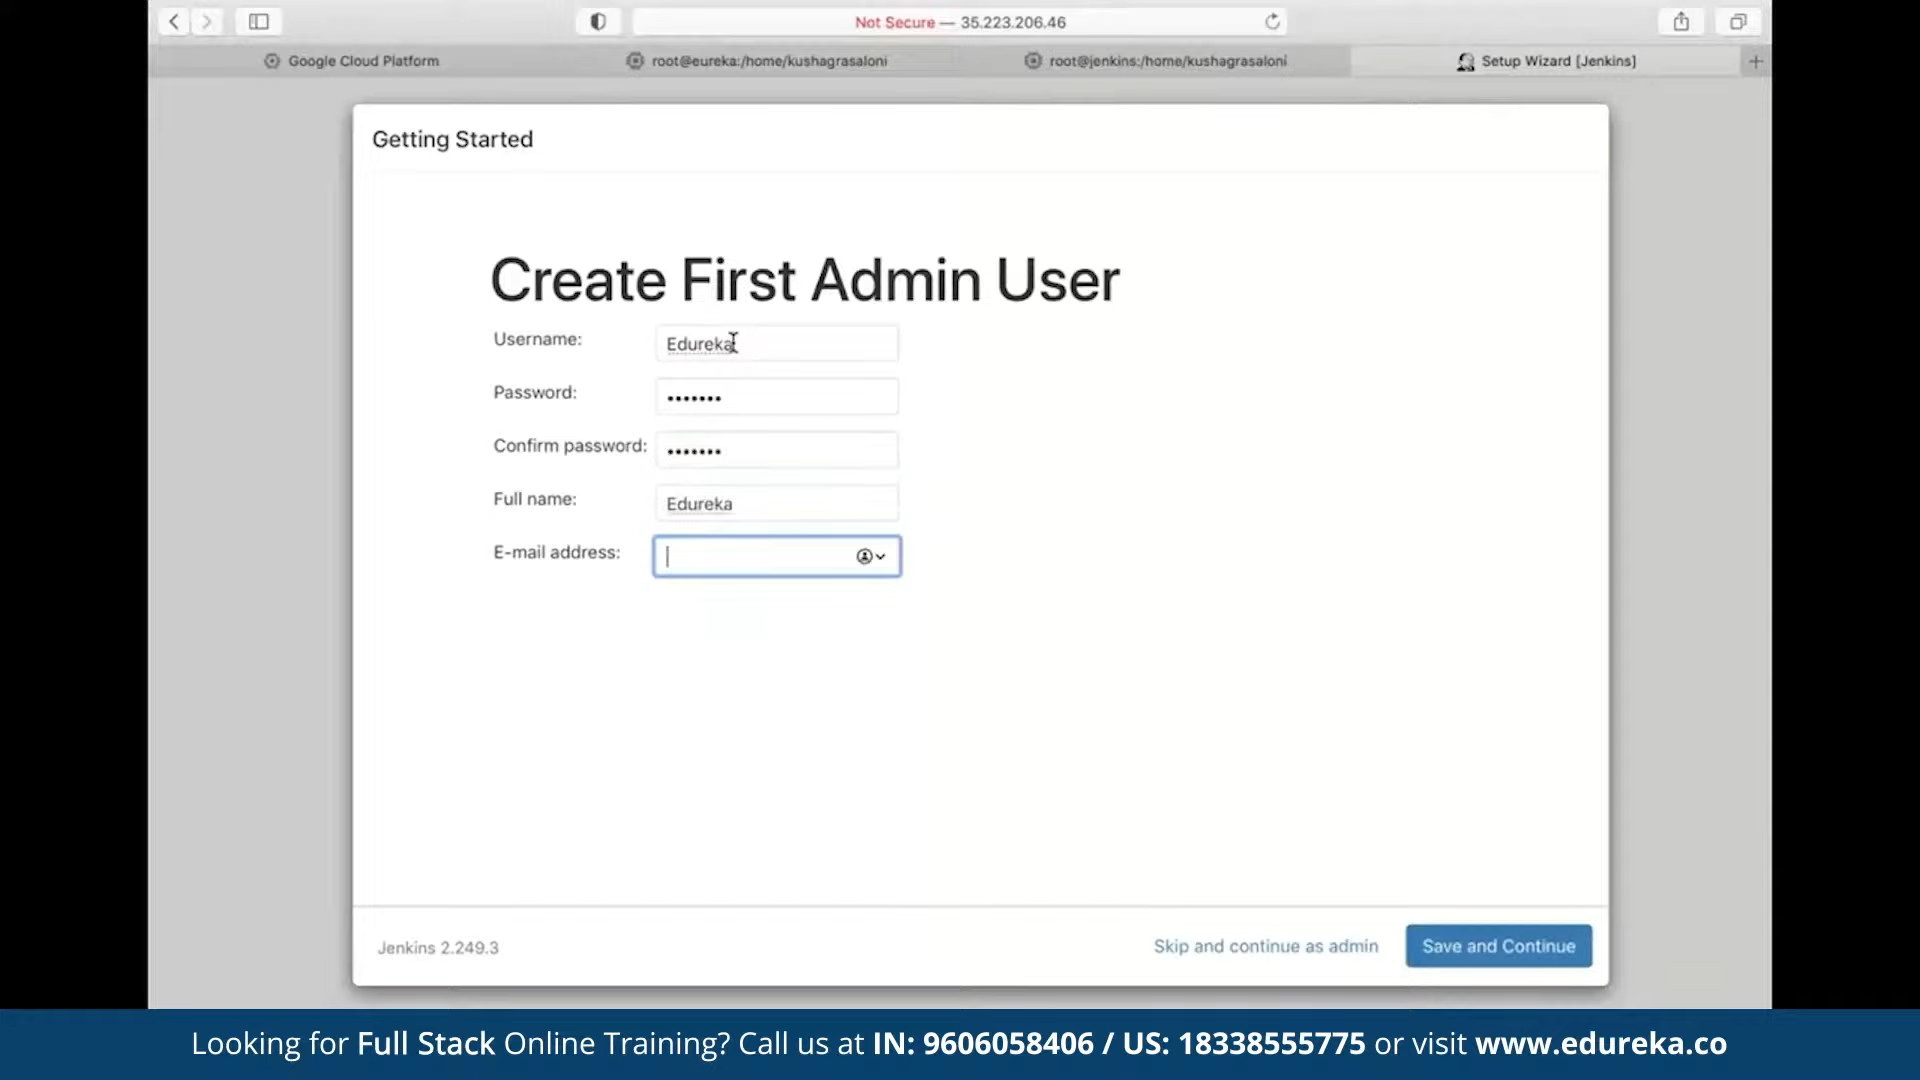 Not Secure — 35.223.206.46
Google Cloud Platform
root@eureka:/home/kushagrasaloni
root@jenkins:/home/kushagrasaloni
Setup Wizard [Jenkins]
Getting Started
Create First Admin User
Username: Edureka
Password: •••••••
Confirm password: •••••••
Full name: Edureka
E-mail address:
Jenkins 2.249.3
Skip and continue as admin
Save and Continue
Looking for Full Stack Online Training? Call us at IN: 9606058406 / US: 18338555775 or visit www.edureka.co